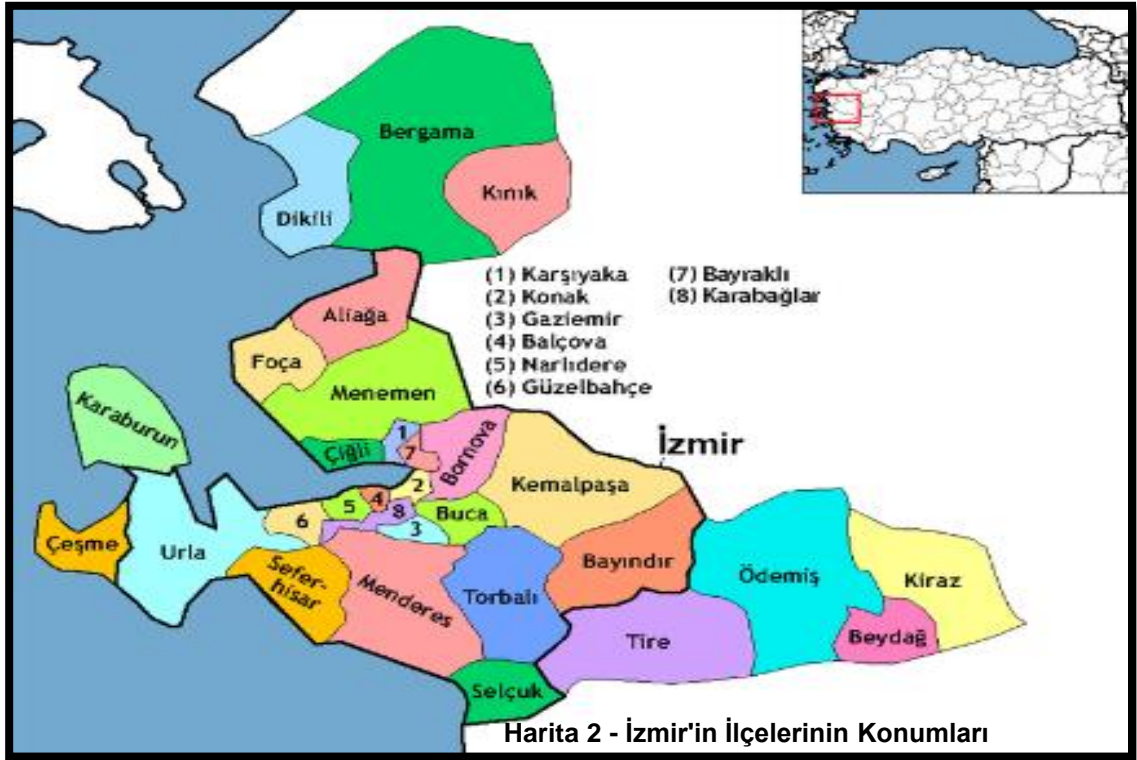 Bergama
Kınık
Dikili
(1) Karşıyaka
(2) Konak
(3) Gaziemir
(4) Balçova
(5) Narlıdere
(6) Güzelbahçe
(7) Bayraklı
(8) Karabağlar
Aliağa
Foça
Menemen
Karaburun
Çiğli
1
7
Bornova
İzmir
Kemalpaşa
2
4
5
8
6
3
Buca
Çeşme
Urla
Sefer-
hisar
Menderes
Torbalı
Bayındır
Ödemiş
Kiraz
Beydağ
Tire
Selçuk
Harita 2 - İzmir'in İlçelerinin Konumları